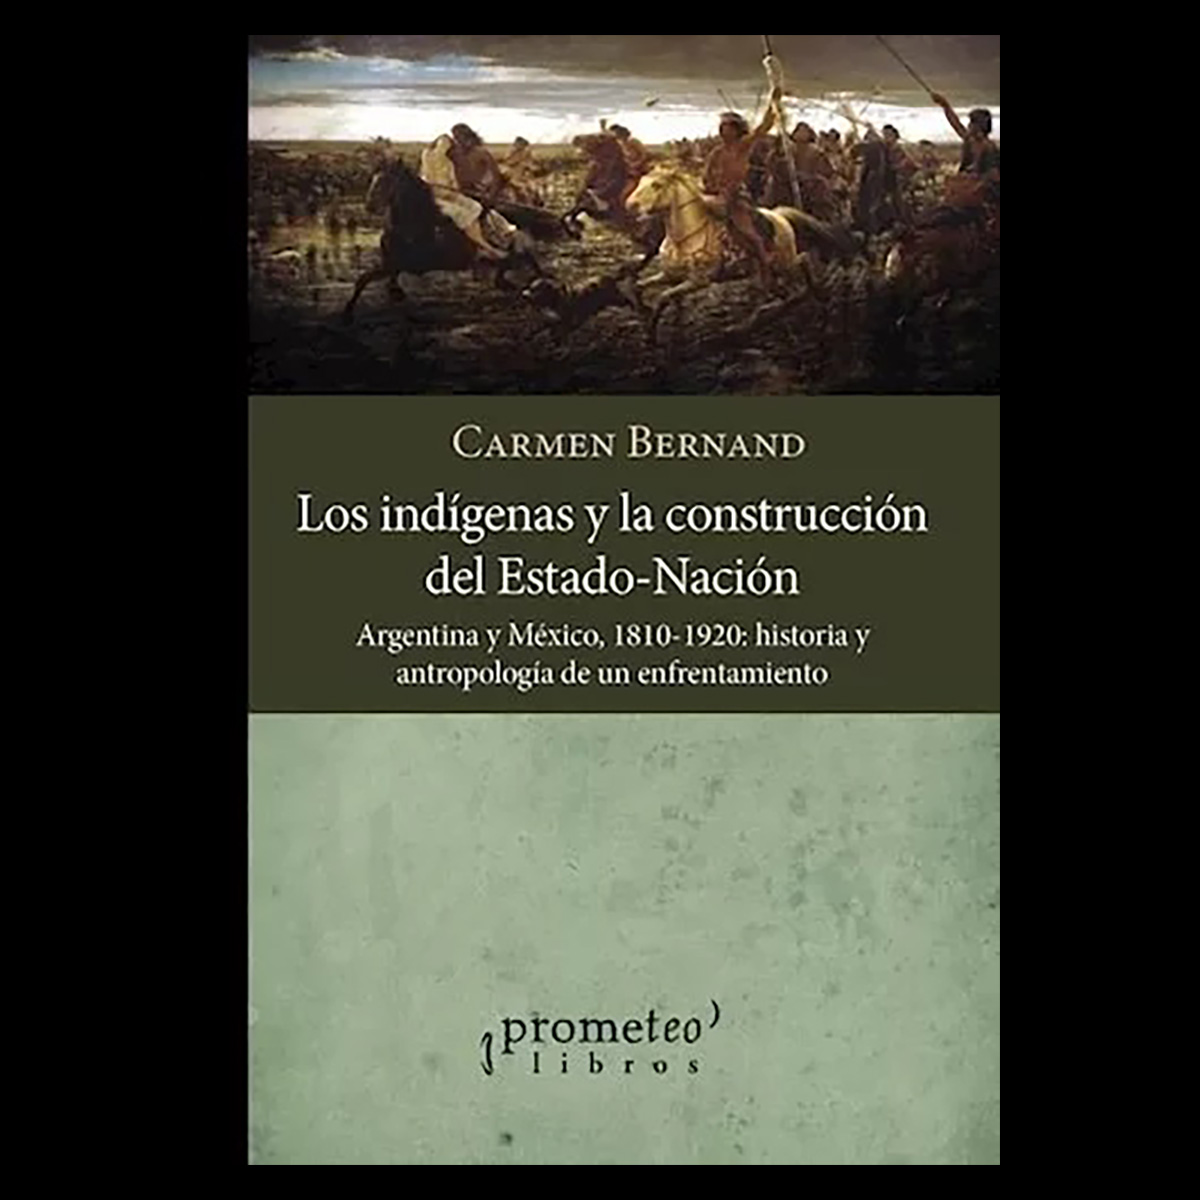 CARMEN BERNAND
Los indígenas y la construcción
del Estado-Nación
Argentina y México, 1810-1920: historia y
antropología de un enfrentamiento
prometeo
libros